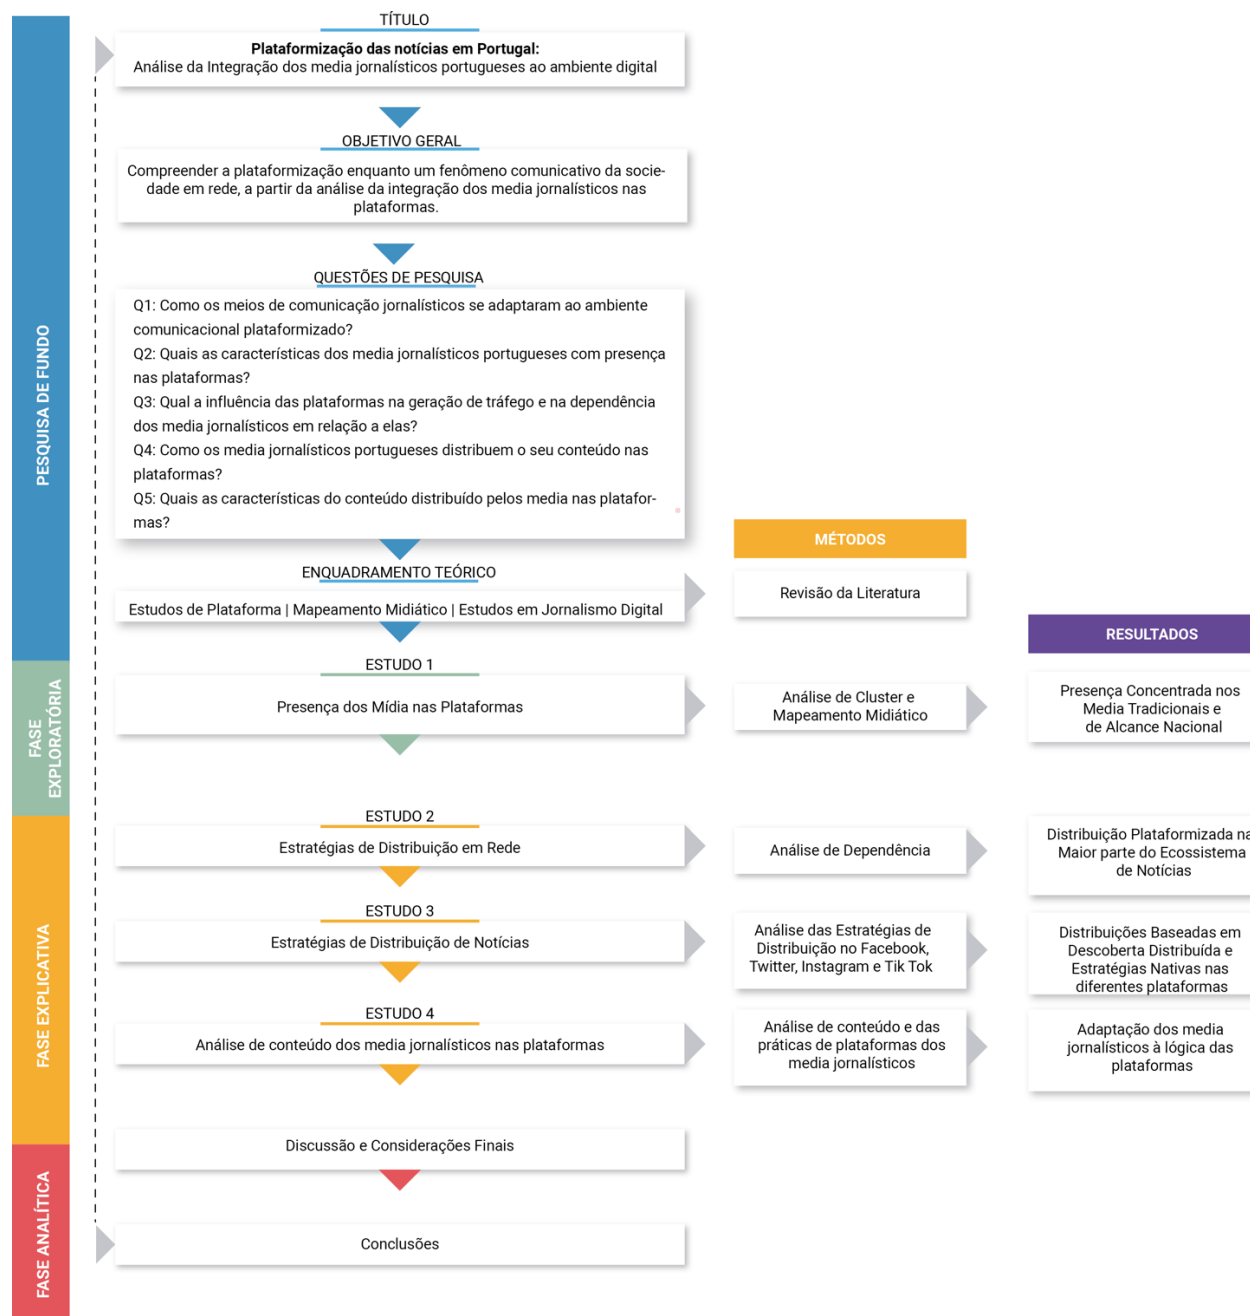 TÍTULO
Plataformização das notícias em Portugal:
Análise da Integração dos media jornalísticos portugueses ao ambiente digital
OBJETIVO GERAL
Compreender a plataformização enquanto um fenômeno comunicativo da socie-
dade em rede, a partir da análise da integração dos media jornalísticos nas
plataformas.
QUESTÕES DE PESQUISA
Q1: Como os meios de comunicação jornalísticos se adaptaram ao ambiente
comunicacional plataformizado?
Q2: Quais as características dos media jornalísticos portugueses com presença
nas plataformas?
Q3: Qual a influência das plataformas na geração de tráfego e na dependência
dos media jornalísticos em relação a elas?
Q4: Como os media jornalísticos portugueses distribuem o seu conteúdo nas
plataformas?
Q5: Quais as características do conteúdo distribuído pelos media nas platafor-
mas?
PESQUISA DE FUNDO
ENQUADRAMENTO TEÓRICO
Estudos de Plataforma | Mapeamento Midiático | Estudos em Jornalismo Digital
MÉTODOS
Revisão da Literatura
RESULTADOS
FASE
EXPLORATÓRIA
ESTUDO 1
Presença dos Mídia nas Plataformas
Análise de Cluster e
Mapeamento Midiático
Presença Concentrada nos
Media Tradicionais e
de Alcance Nacional
FASE EXPLICATIVA
ESTUDO 2
Estratégias de Distribuição em Rede
Análise de Dependência
Distribuição Plataformizada na
Maior parte do Ecossistema
de Notícias
ESTUDO 3
Estratégias de Distribuição de Notícias
Análise das Estratégias de
Distribuição no Facebook,
Twitter, Instagram e Tik Tok
Distribuições Baseadas em
Descoberta Distribuída e
Estratégias Nativas nas
diferentes plataformas
ESTUDO 4
Análise de conteúdo dos media jornalísticos nas plataformas
Análise de conteúdo e das
práticas de plataformas dos
media jornalísticos
Adaptação dos media
jornalísticos à lógica das
plataformas
FASE ANALÍTICA
Discussão e Considerações Finais
Conclusões